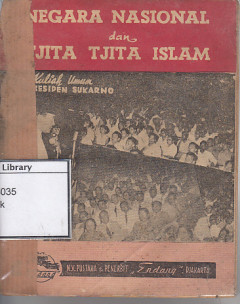 NEGARA NASIONAL
dan
TJITA TJITA ISLAM
Kuliah Umum
PRESIDEN SUKARNO
Library
035
k
N.V. PUSTAKA & PENERBIT „Endang", DJAKARTA